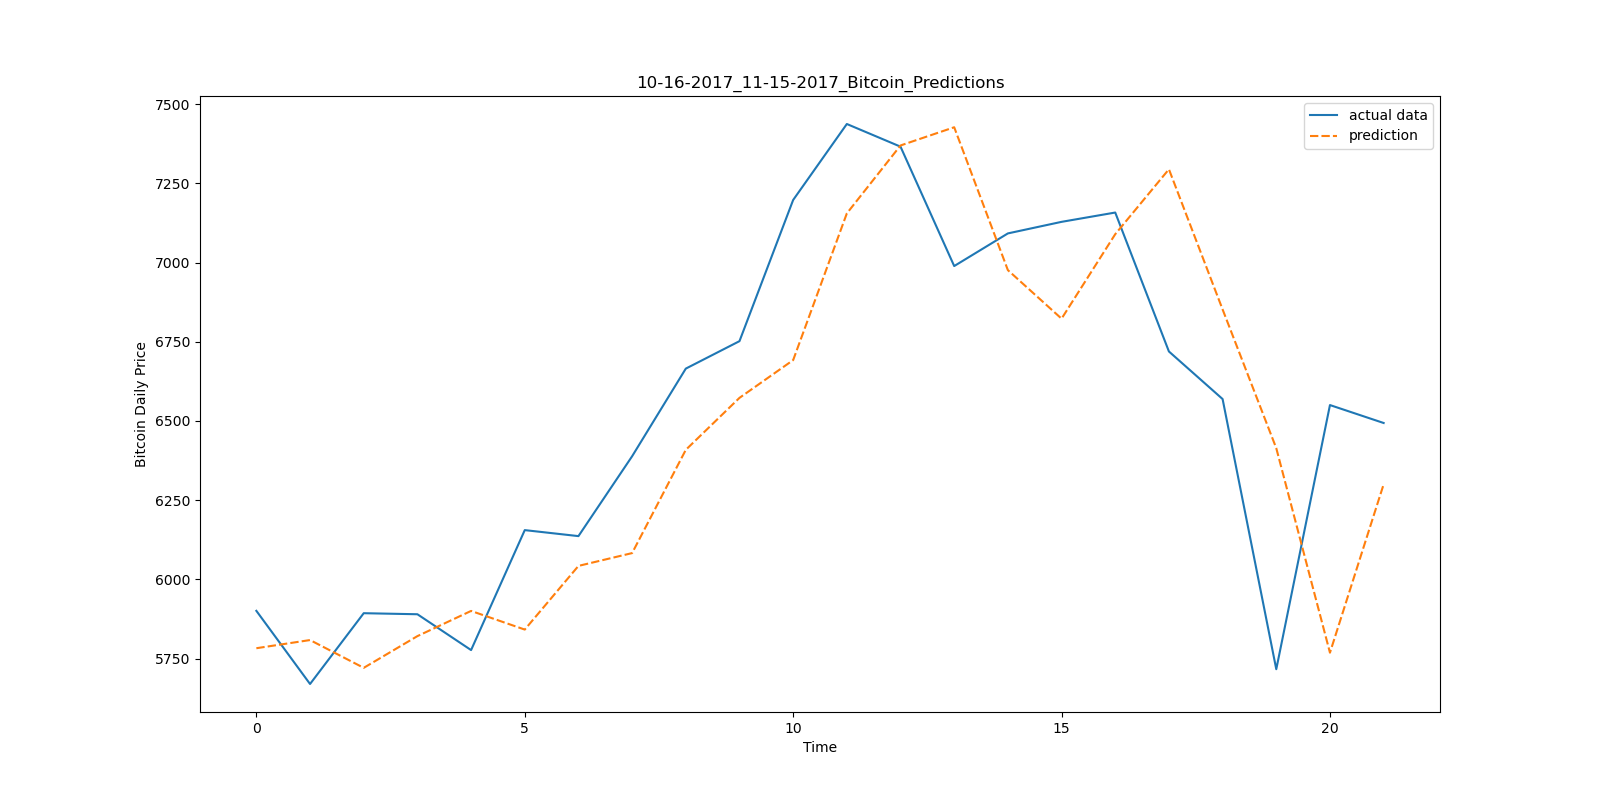 10-16-2017_11-15-2017_Bitcoin_Predictions
actual data
prediction
Bitcoin Daily Price
7500
7250
7000
6750
6500
6250
6000
5750
0 5 10 15 20
Time